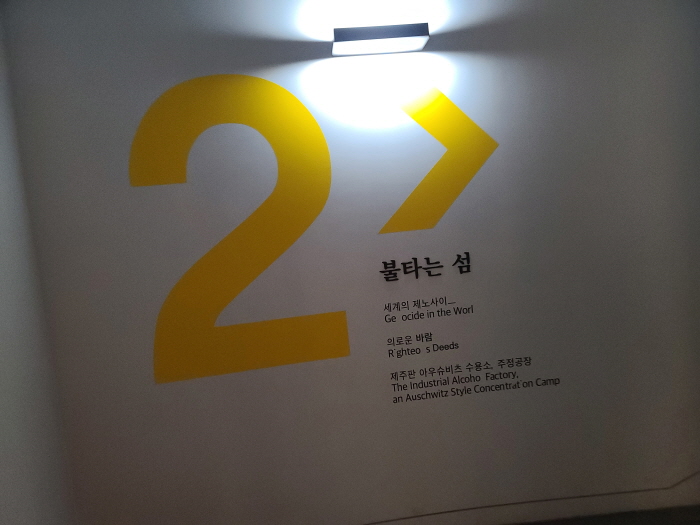 2>
불타는 섬
세계의 제노사이
Ge ocide in the Worl
의로운 바람
R ghteo s Deeds
제주판 아우슈비츠 수용소, 주정공장
The Industrial Alcoho Factory,
an Auschwitz Style Concentrat on Camp